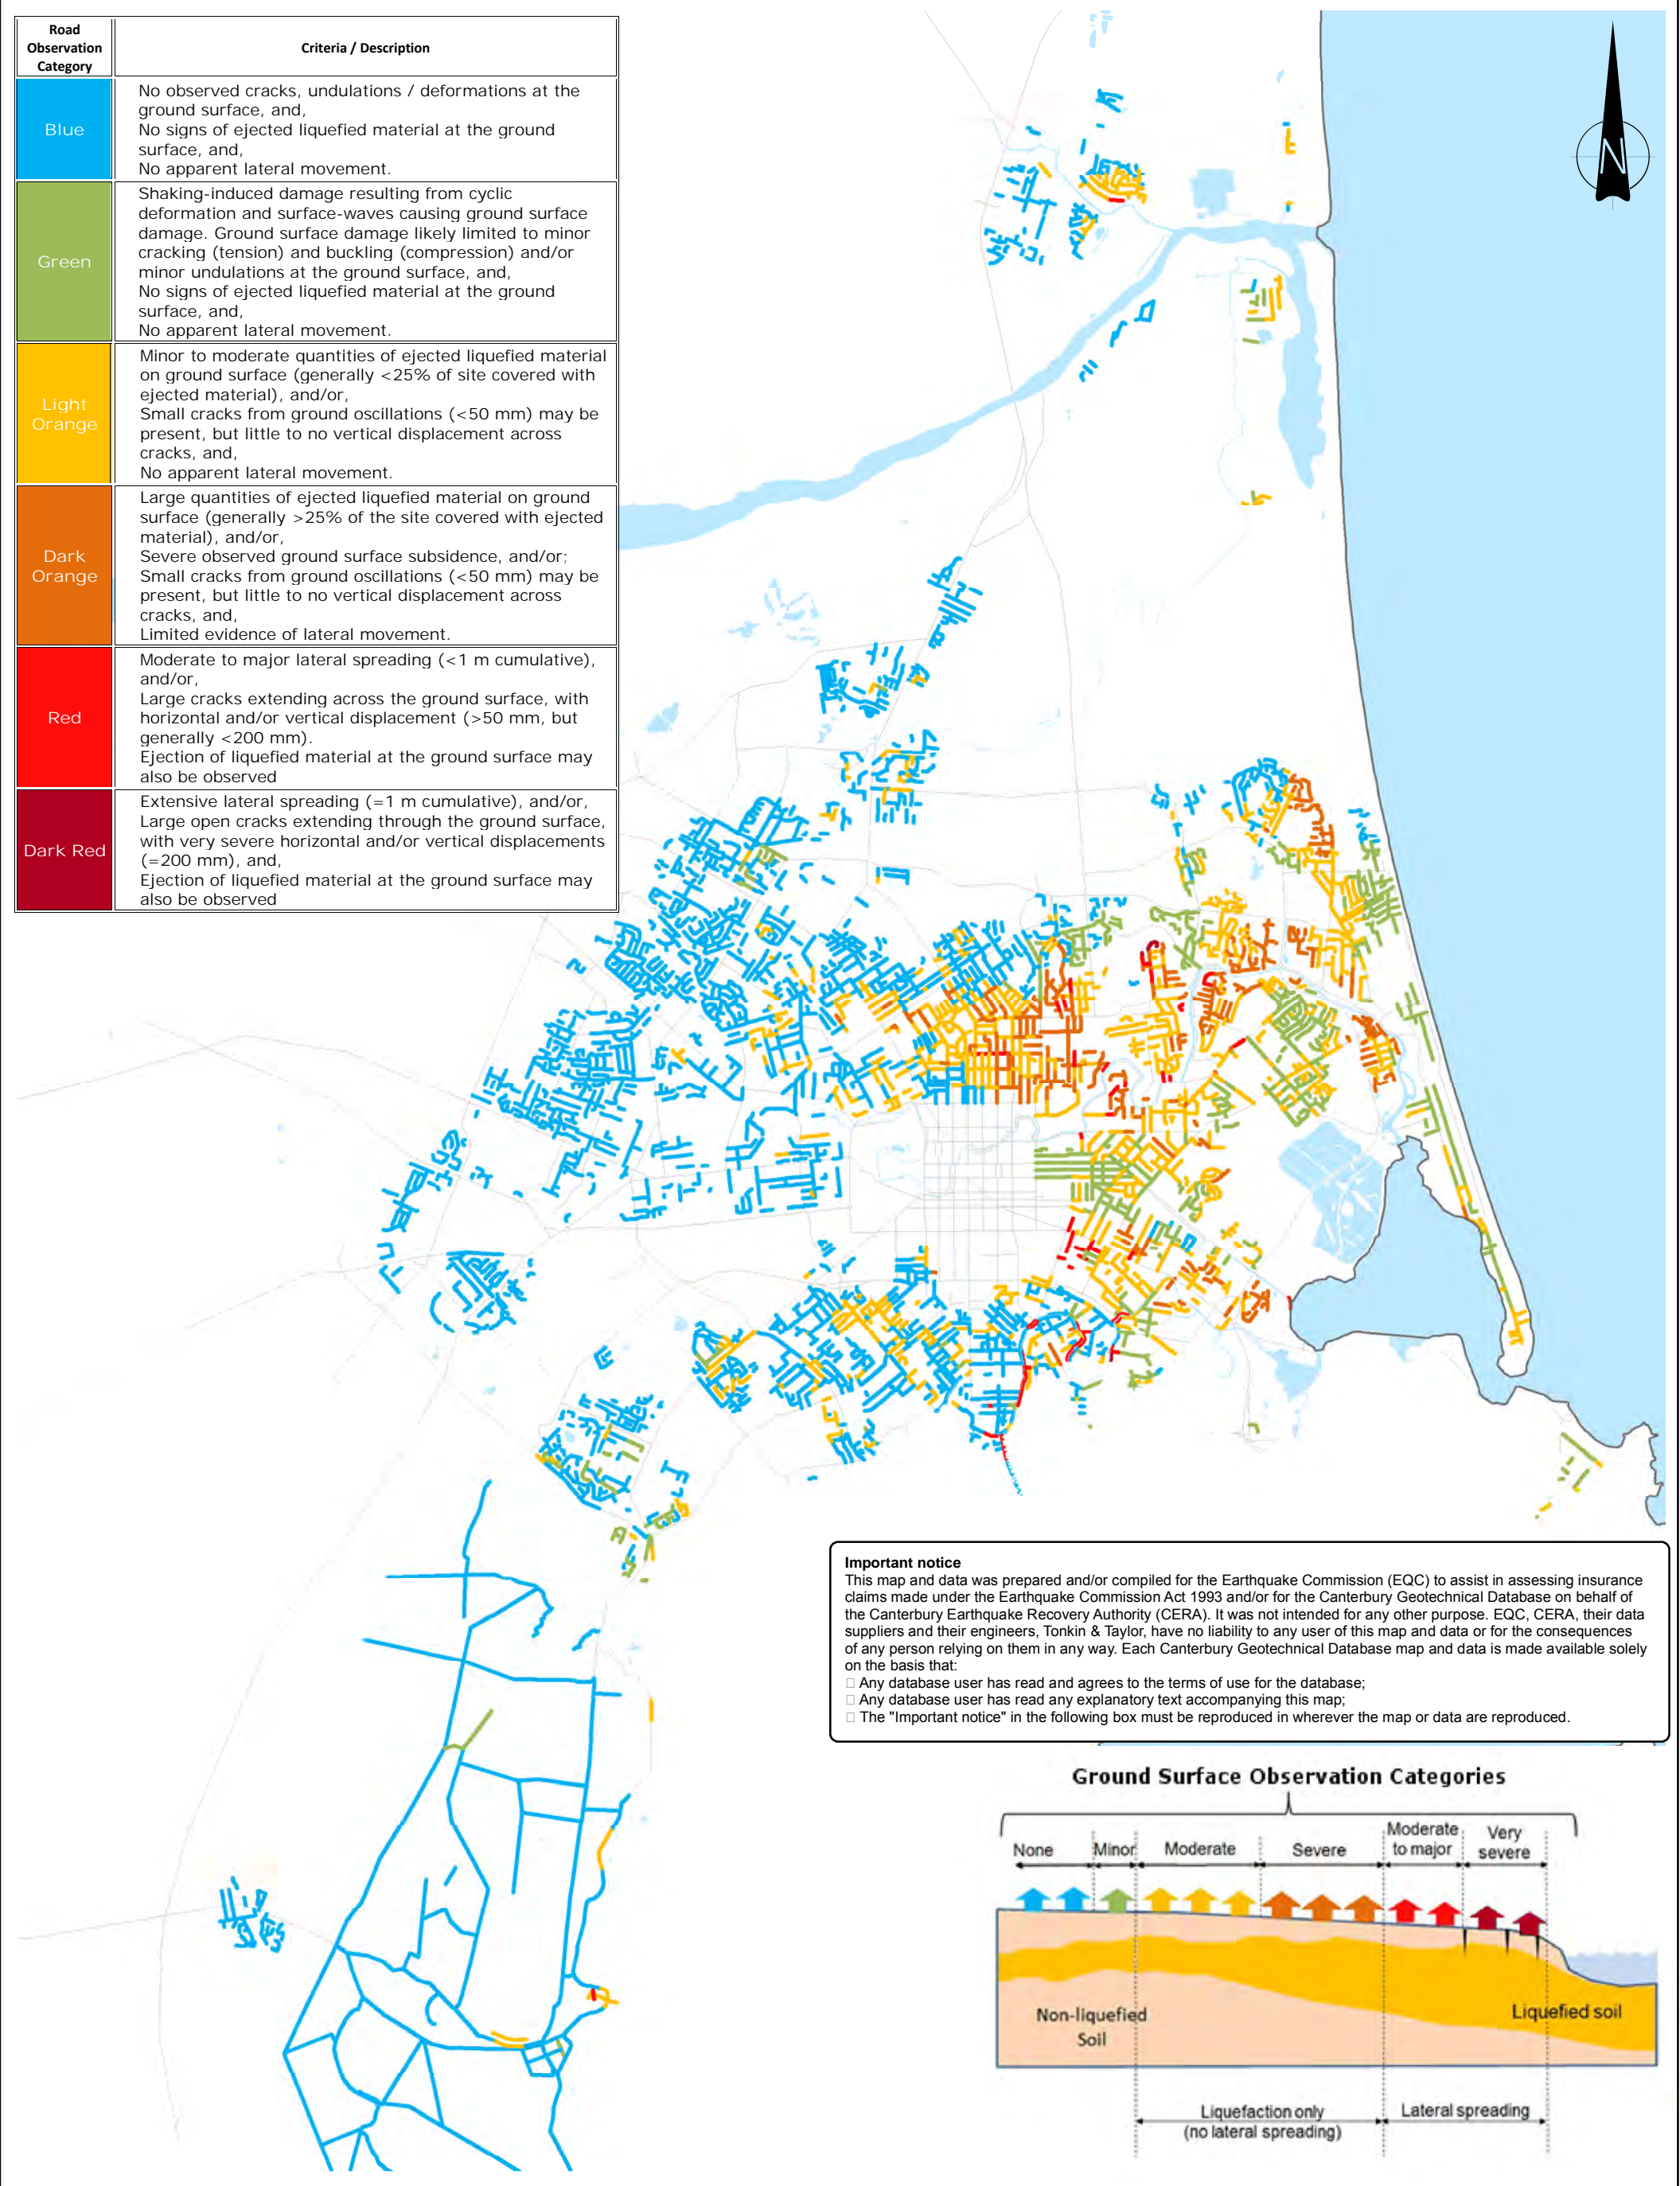 Road
Observation
Category
Criteria / Description
Blue
No observed cracks, undulations / deformations at the
ground surface, and,
No signs of ejected liquefied material at the ground
surface, and,
No apparent lateral movement.
Green
Shaking-induced damage resulting from cyclic
deformation and surface-waves causing ground surface
damage. Ground surface damage likely limited to minor
cracking (tension) and buckling (compression) and/or
minor undulations at the ground surface, and,
No signs of ejected liquefied material at the ground
surface, and,
No apparent lateral movement.
Light
Orange
Minor to moderate quantities of ejected liquefied material
on ground surface (generally <25% of site covered with
ejected material), and/or,
Small cracks from ground oscillations (<50 mm) may be
present, but little to no vertical displacement across
cracks, and,
No apparent lateral movement.
Dark
Orange
Large quantities of ejected liquefied material on ground
surface (generally >25% of the site covered with ejected
material), and/or,
Severe observed ground surface subsidence, and/or;
Small cracks from ground oscillations (<50 mm) may be
present, but little to no vertical displacement across
cracks, and,
Limited evidence of lateral movement.
Red
Moderate to major lateral spreading (<1 m cumulative),
and/or,
Large cracks extending across the ground surface, with
horizontal and/or vertical displacement (>50 mm, but
generally <200 mm).
Ejection of liquefied material at the ground surface may
also be observed
Dark Red
Extensive lateral spreading (=1 m cumulative), and/or,
Large open cracks extending through the ground surface,
with very severe horizontal and/or vertical displacements
(=200 mm), and,
Ejection of liquefied material at the ground surface may
also be observed
N
Important notice
This map and data was prepared and/or compiled for the Earthquake Commission (EQC) to assist in assessing insurance
claims made under the Earthquake Commission Act 1993 and/or for the Canterbury Geotechnical Database on behalf of
the Canterbury Earthquake Recovery Authority (CERA). It was not intended for any other purpose. EQC, CERA, their data
suppliers and their engineers, Tonkin & Taylor, have no liability to any user of this map and data or for the consequences
of any person relying on them in any way. Each Canterbury Geotechnical Database map and data is made available solely
on the basis that:
□ Any database user has read and agrees to the terms of use for the database;
□ Any database user has read any explanatory text accompanying this map;
□ The "Important notice" in the following box must be reproduced in wherever the map or data are reproduced.
Ground Surface Observation Categories
None
Minor
Moderate
Severe
Moderate
to major
Very
severe
Non-liquefied
Soil
Liquefied soil
Liquefaction only
(no lateral spreading)
Lateral spreading